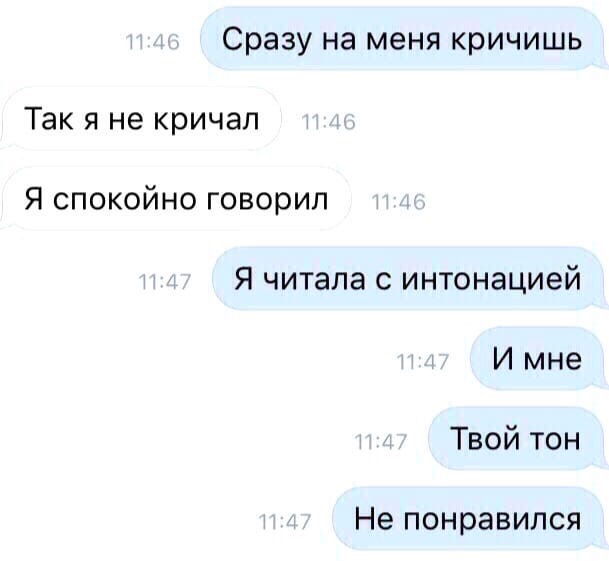 11:46 Сразу на меня кричишь
Так я не кричал 11:46
Я спокойно говорил 11:46
11:47 Я читала с интонацией
11:47 И мне
11:47 Твой тон
11:47 Не понравился